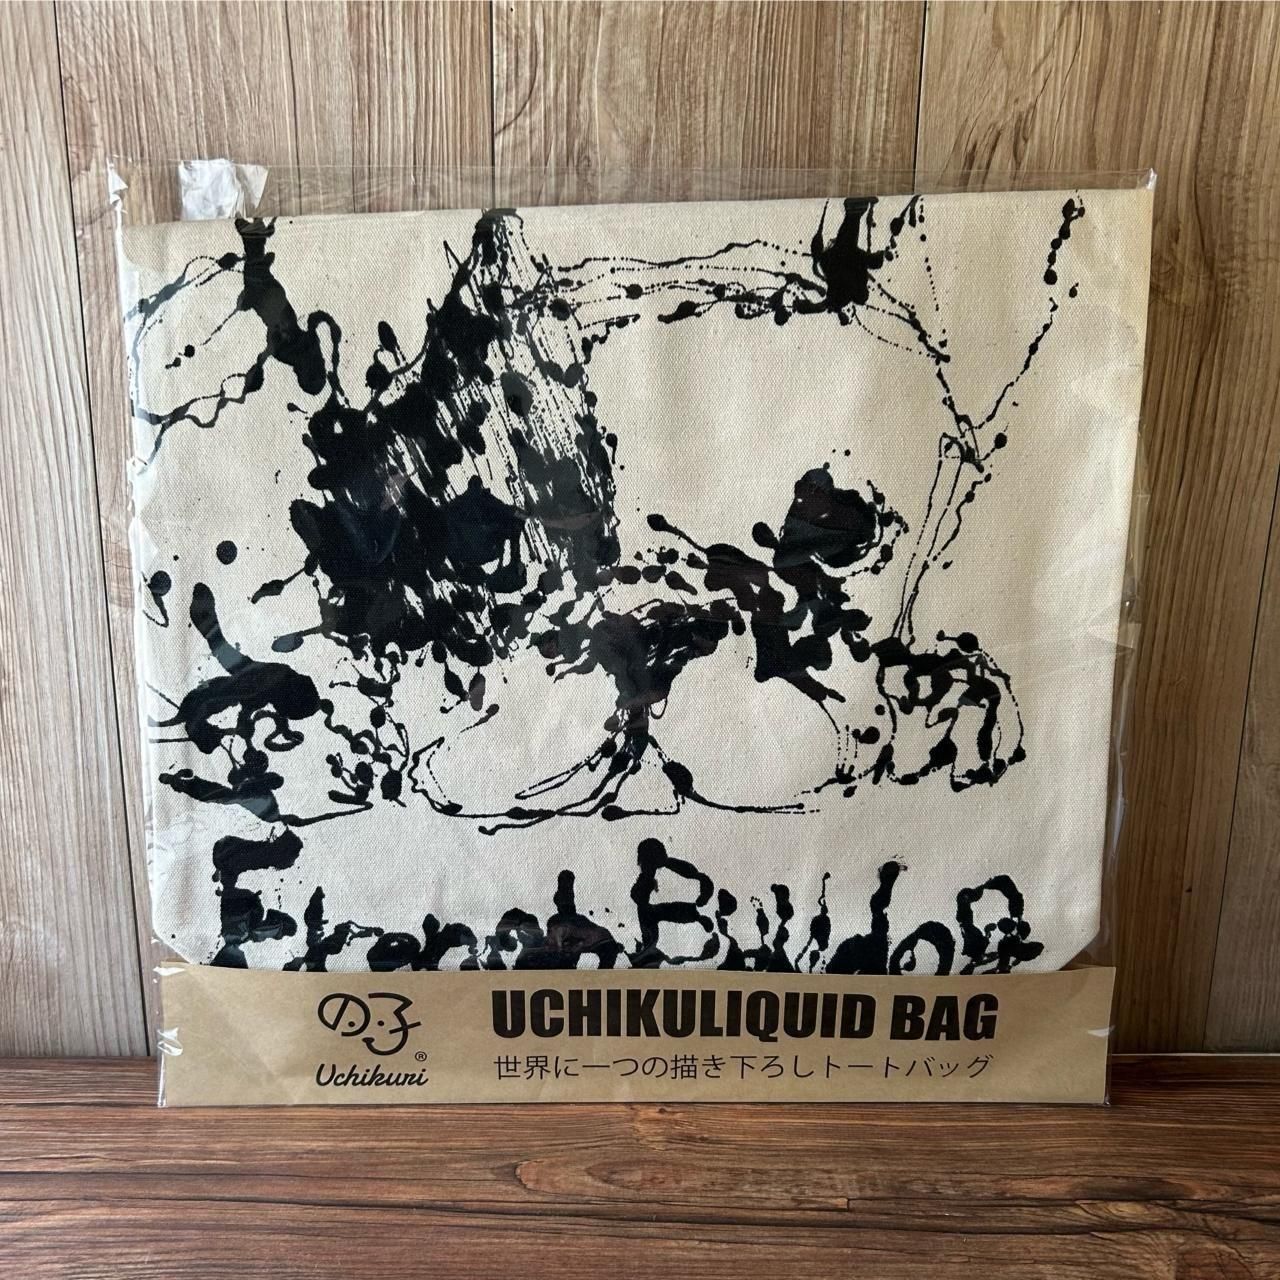 French Bulldog
の子
®
Uchikuri
UCHIKULIQUID BAG
世界に一つの描き下ろしトートバッグ